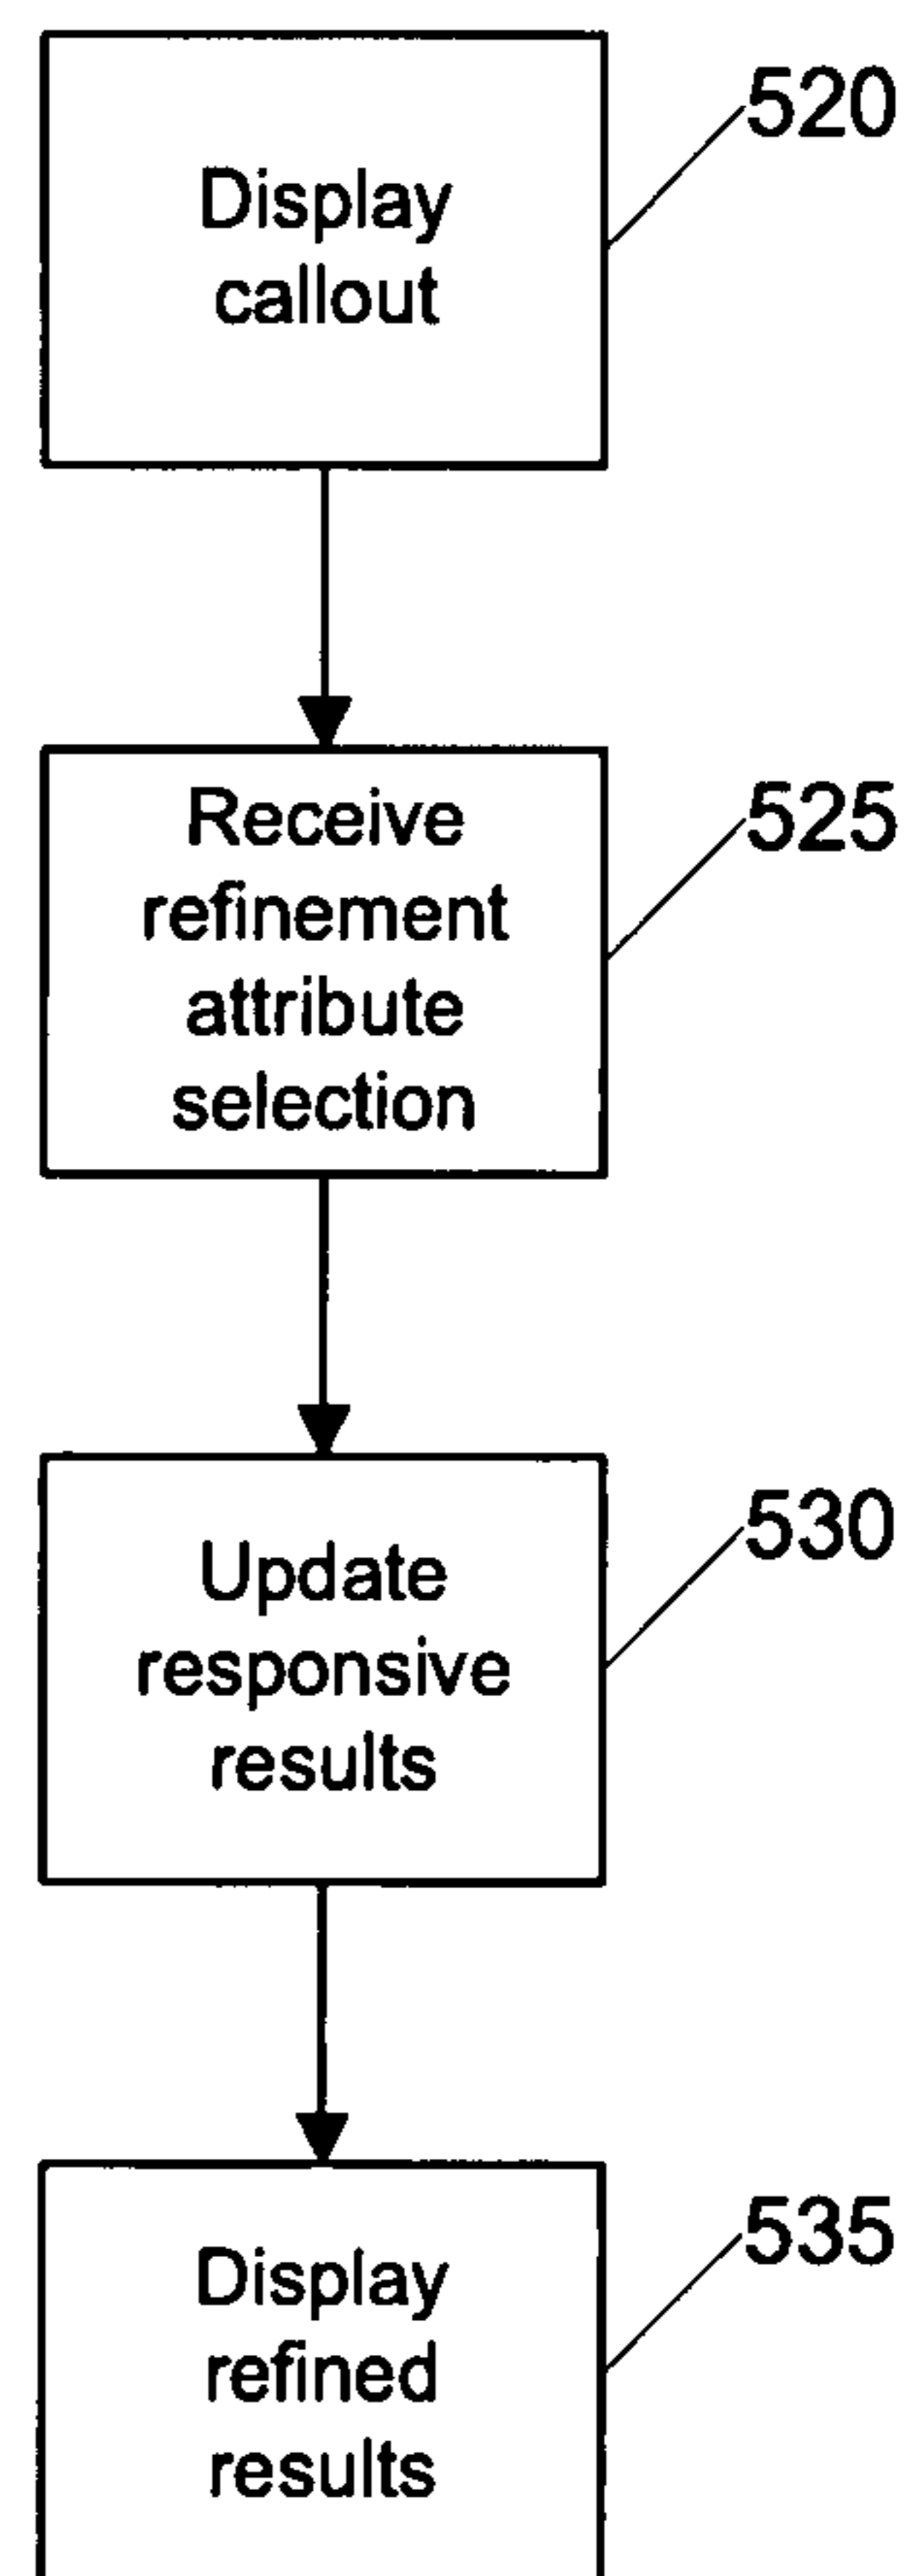 520
Display
callout
525
Receive
refinement
attribute
selection
530
Update
responsive
results
535
Display
refined
results